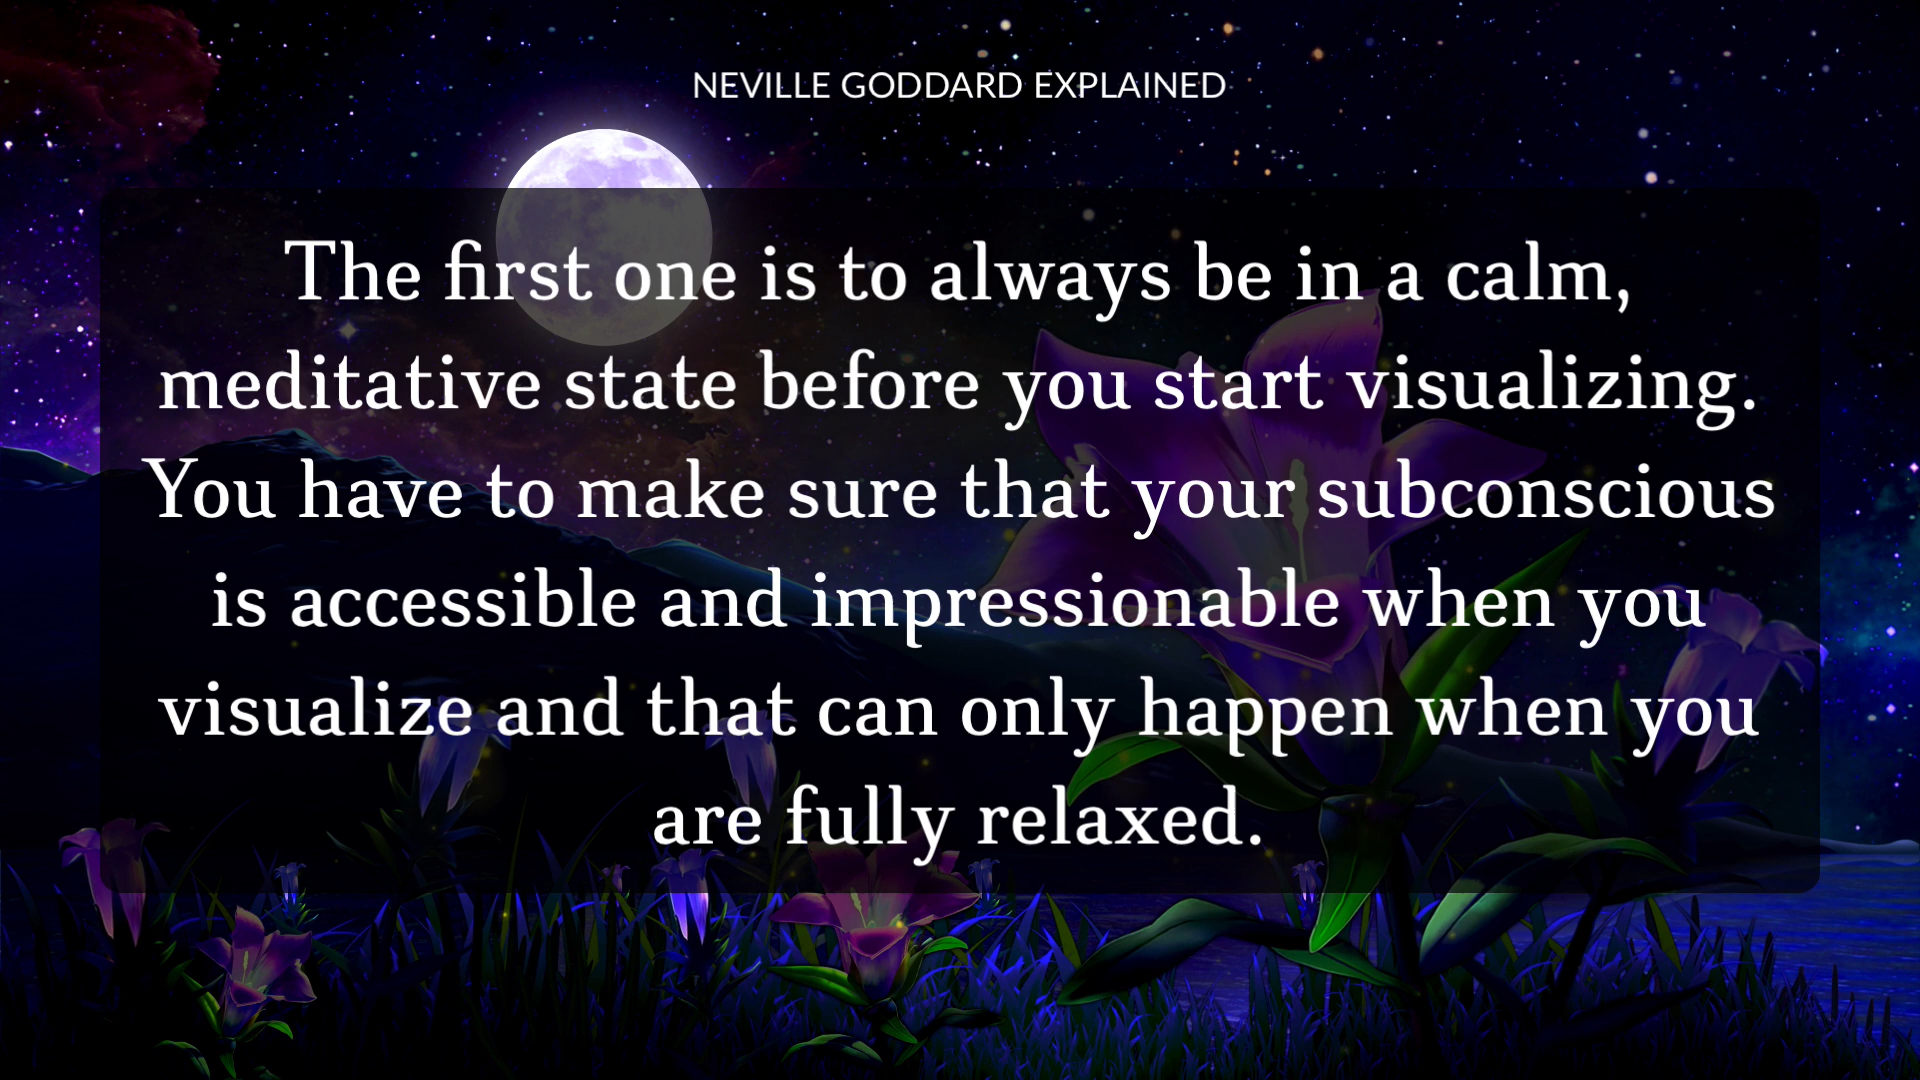 NEVILLE GODDARD EXPLAINED
The first one is to always be in a calm,
meditative state before you start visualizing.
You have to make sure that your subconscious
is accessible and impressionable when you
visualize and that can only happen when you
are fully relaxed.